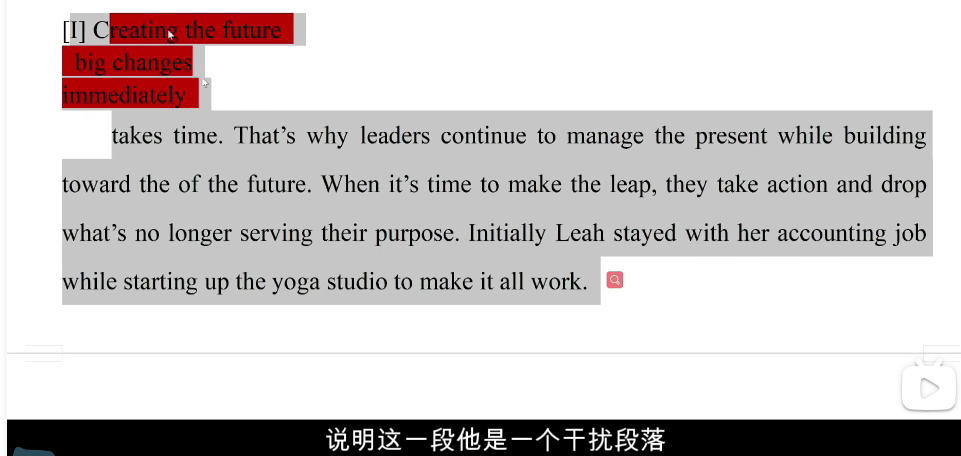 [I] Creating the future
big changes
immediately
takes time. That’s why leaders continue to manage the present while building
toward the of the future. When it’s time to make the leap, they take action and drop
what’s no longer serving their purpose. Initially Leah stayed with her accounting job
while starting up the yoga studio to make it all work.
说明这一段他是一个干扰段落